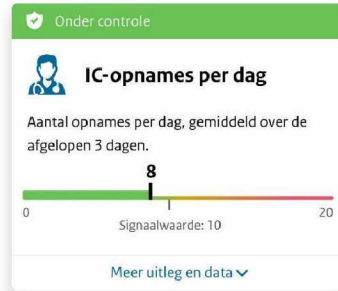 Onder controle
IC-opnames per dag
Aantal opnames per dag, gemiddeld over de
afgelopen 3 dagen.
8
0
20
Signaalwaarde: 10
Meer uitleg en data